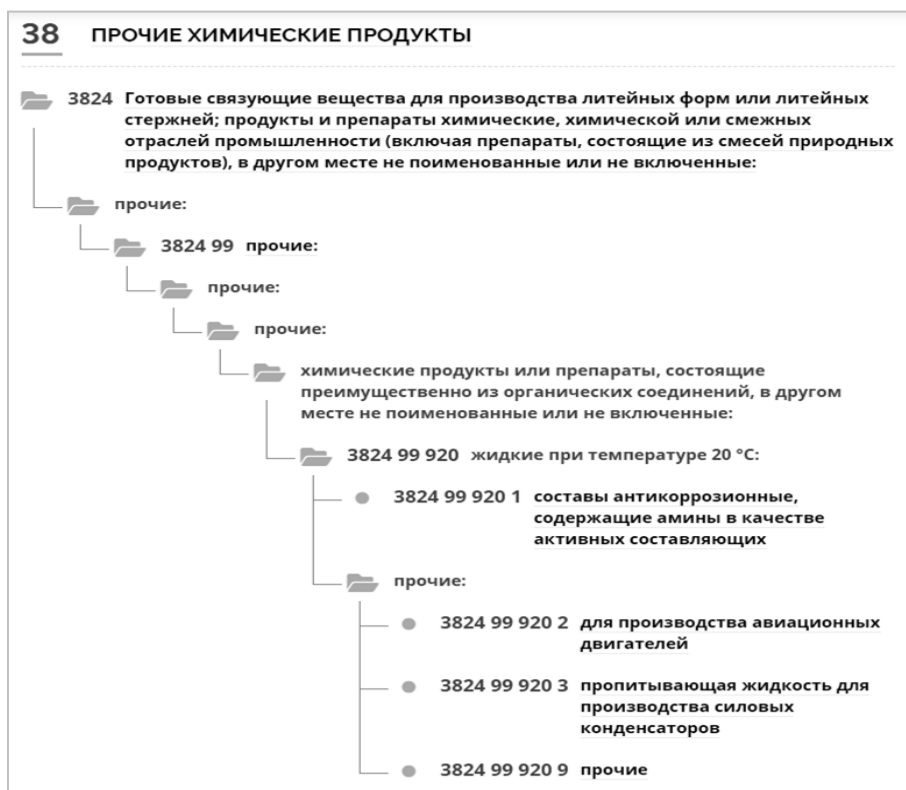 38 ПРОЧИЕ ХИМИЧЕСКИЕ ПРОДУКТЫ
3824 Готовые связующие вещества для производства литейных форм или литейных
стержней; продукты и препараты химические, химической или смежных
отраслей промышленности (включая препараты, состоящие из смесей природных
продуктов), в другом месте не поименованные или не включенные:
прочие:
3824 99 прочие:
прочие:
прочие:
химические продукты или препараты, состоящие
преимущественно из органических соединений, в другом
месте не поименованные или не включенные:
3824 99 920 жидкие при температуре 20 °C:
3824 99 920 1 составы антикоррозионные,
содержащие амины в качестве
активных составляющих
прочие:
3824 99 920 2 для производства авиационных
двигателей
3824 99 920 3 пропитывающая жидкость для
производства силовых
конденсаторов
3824 99 920 9 прочие